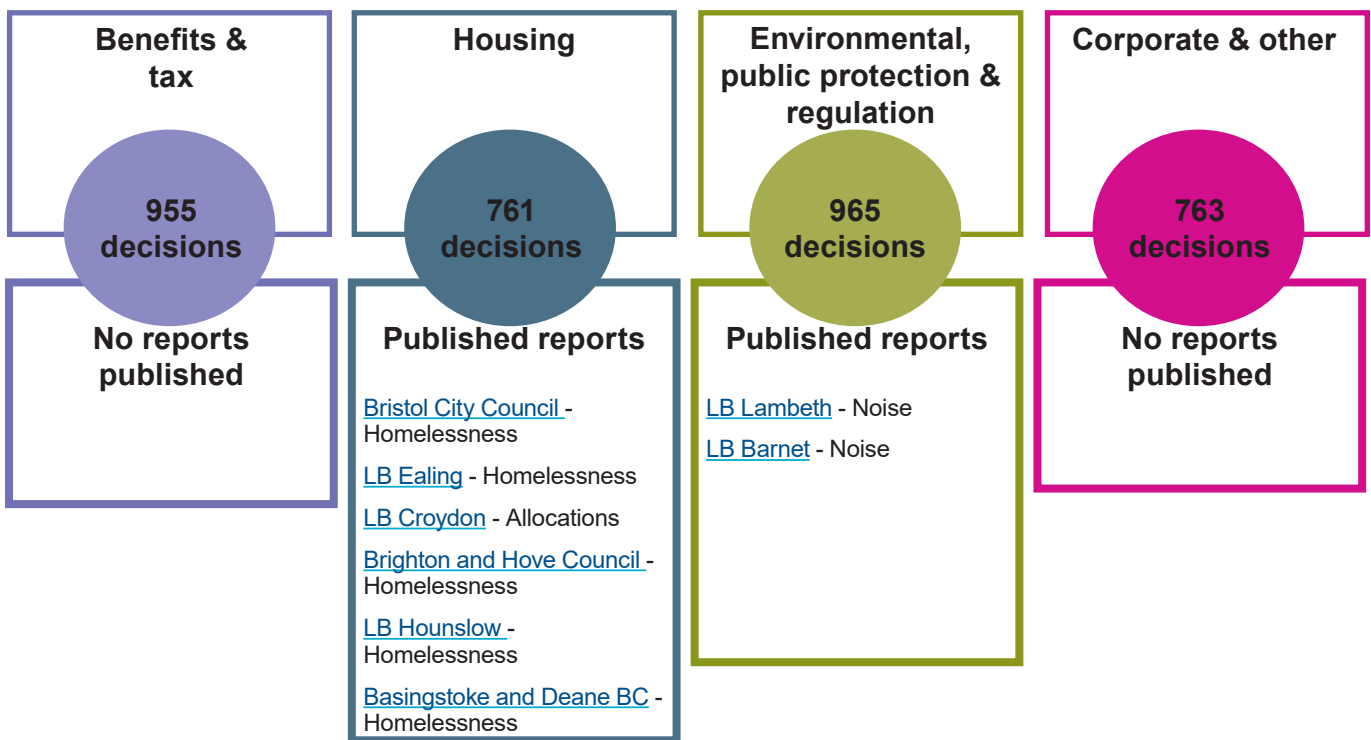 Benefits &
tax
955
decisions
No reports
published
Housing
761
decisions
Published reports
Bristol City Council -
Homelessness
LB Ealing - Homelessness
LB Croydon - Allocations
Brighton and Hove Council -
Homelessness
LB Hounslow -
Homelessness
Basingstoke and Deane BC -
Homelessness
Environmental,
public protection &
regulation
965
decisions
Published reports
LB Lambeth - Noise
LB Barnet - Noise
Corporate & other
763
decisions
No reports
published